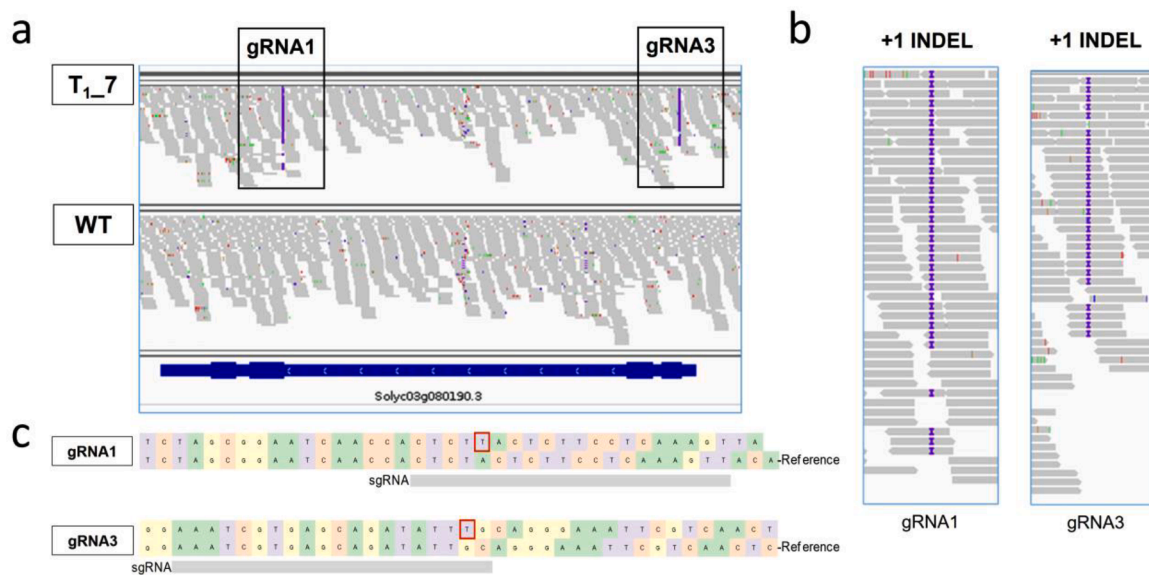 a
gRNA1
gRNA3
T1_7
WT
Solyc03g080190.3
b
+1 INDEL
+1 INDEL
gRNA1
gRNA3
c
gRNA1
T C T A G C G G A A T C A A C C A C T C T T A C T C T T C C T C A A A G T T A
T C T A G C G G A A T C A A C C A C T C T A C T C T T C C T C A A A G T T A C A -Reference
sgRNA
gRNA3
G G A A A T C G T G A G C A G A T A T T T G C A G G G A A A T T C G T C A A C T
G G A A A T C G T G A G C A G A T A T T G C A G G G A A A T T C G T C A A C T C -Reference
sgRNA